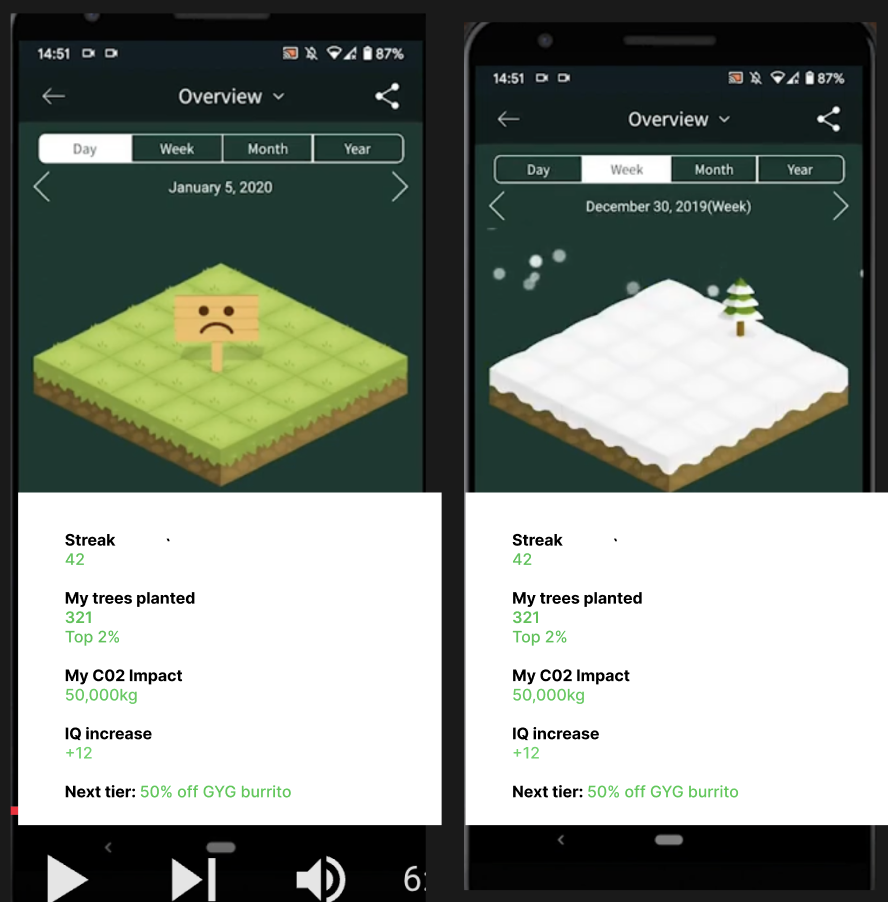 14:51 87%
Overview
Day Week Month Year
January 5, 2020
Streak
42
My trees planted
321
Top 2%
My C02 Impact
50,000kg
IQ increase
+12
Next tier: 50% off GYG burrito
6:
14:51 87%
Overview
Day Week Month Year
December 30, 2019(Week)
Streak
42
My trees planted
321
Top 2%
My C02 Impact
50,000kg
IQ increase
+12
Next tier: 50% off GYG burrito